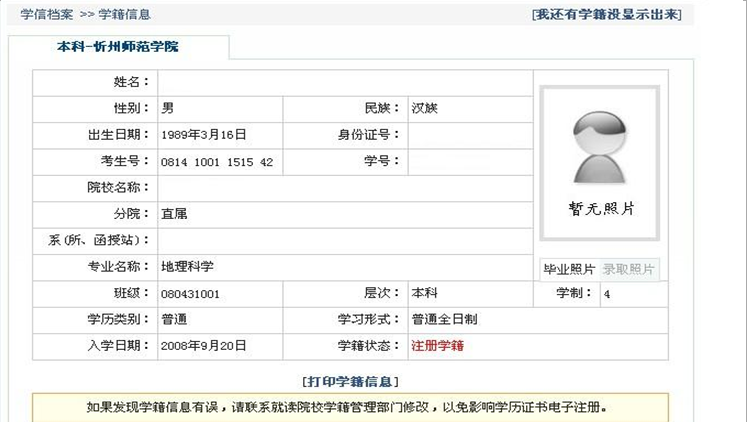 学信档案 >> 学籍信息 [我还有学籍没显示出来]
本科-忻州师范学院
姓名：
性别： 男 民族： 汉族
出生日期： 1989年3月16日 身份证号：
考生号： 0814 1001 1515 42 学号：
院校名称：
暂无照片
分院： 直属
系(所、函授站)：
专业名称： 地理科学 毕业照片 录取照片
班级： 080431001 层次： 本科 学制： 4
学历类别： 普通 学习形式： 普通全日制
入学日期： 2008年9月20日 学籍状态： 注册学籍
[打印学籍信息]
如果发现学籍信息有误，请联系就读院校学籍管理部门修改，以免影响学历证书电子注册。